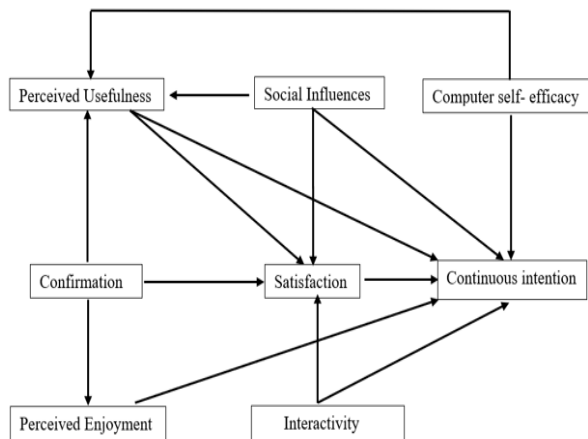 Perceived Usefulness
Social Influences
Computer self- efficacy
Confirmation
Satisfaction
Continuous intention
Perceived Enjoyment
Interactivity